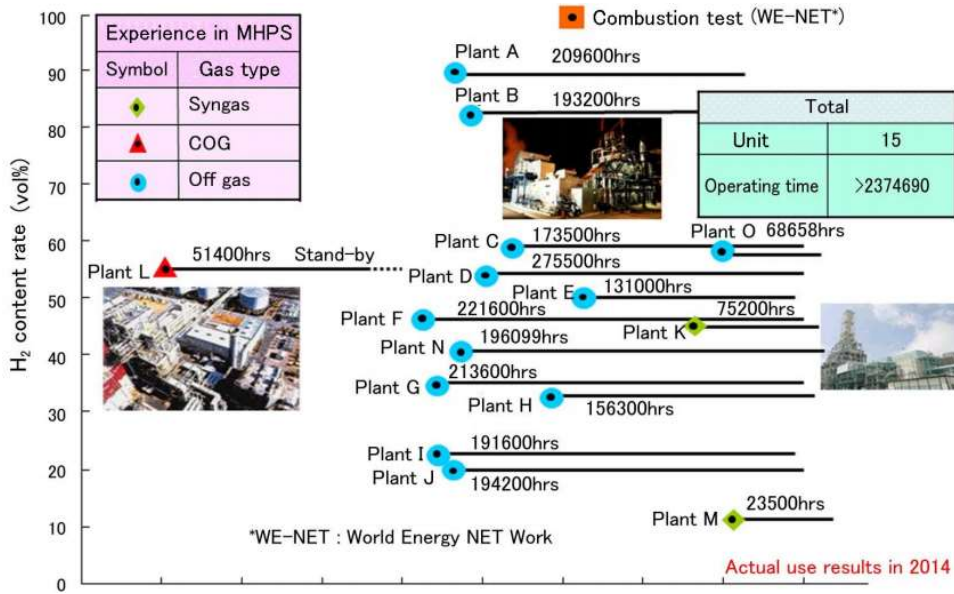 Combustion test (WE-NET*)
Experience in MHPS
Symbol Gas type
Syngas
COG
Off gas
H2 content rate (vol%)
100
90
80
70
60
50
40
30
20
10
0
Plant A 209600hrs
Plant B 193200hrs
Total
Unit 15
Operating time >2374690
Plant C 173500hrs
Plant O 68658hrs
Plant L 51400hrs Stand-by
Plant D 275500hrs
Plant E 131000hrs
Plant F 221600hrs
Plant K 75200hrs
Plant N 196099hrs
Plant G 213600hrs
Plant H 156300hrs
Plant I 191600hrs
Plant J 194200hrs
Plant M 23500hrs
*WE-NET : World Energy NET Work
Actual use results in 2014